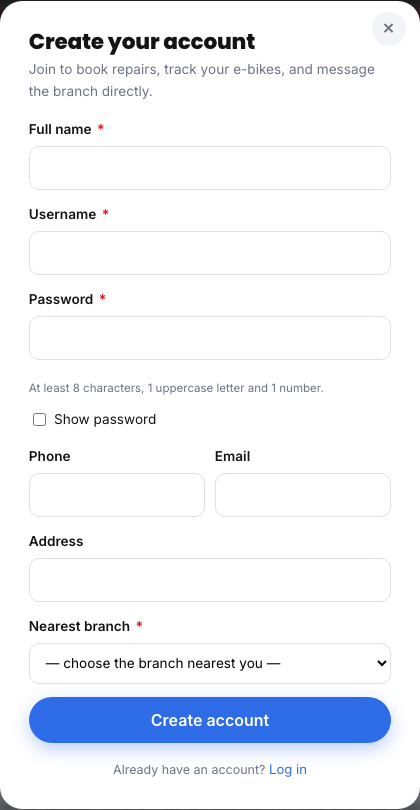 Create your account
Join to book repairs, track your e-bikes, and message
the branch directly.
Full name *
Username *
Password *
At least 8 characters, 1 uppercase letter and 1 number.
Show password
Phone Email
Address
Nearest branch *
— choose the branch nearest you —
Create account
Already have an account? Log in